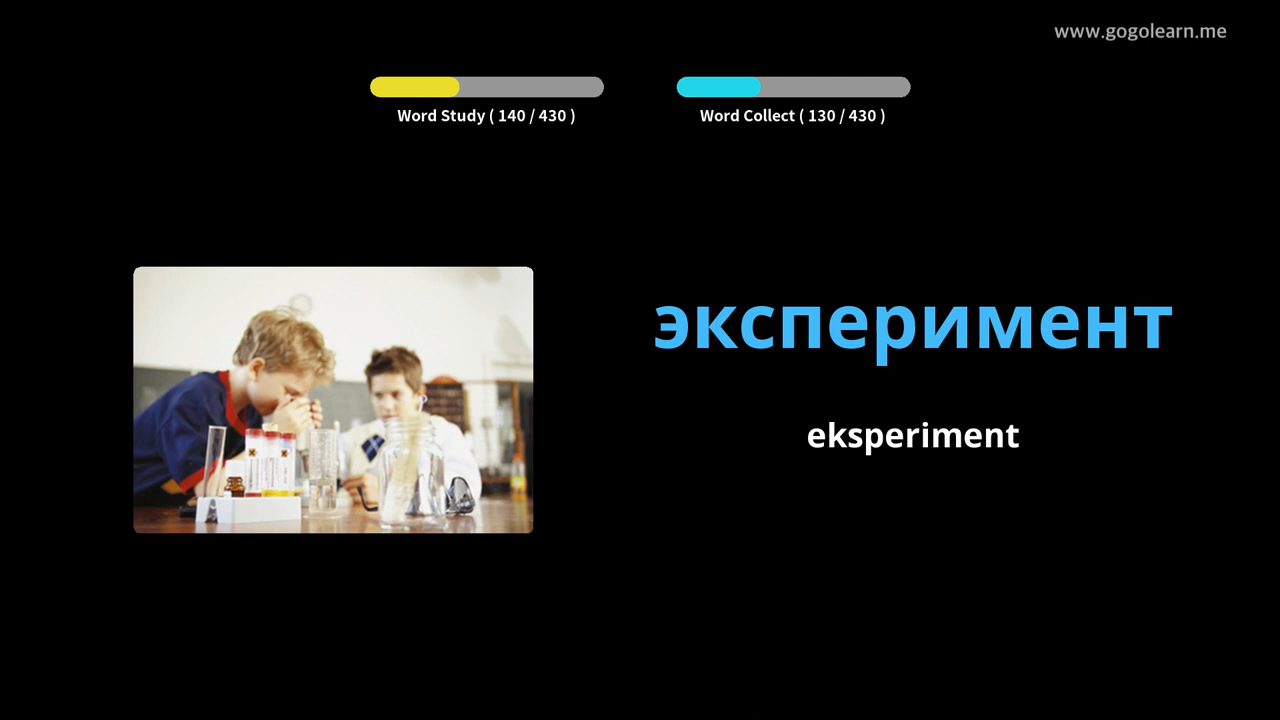 www.gogolearn.me
Word Study ( 140 / 430 )
Word Collect ( 130 / 430 )
эксперимент
eksperiment